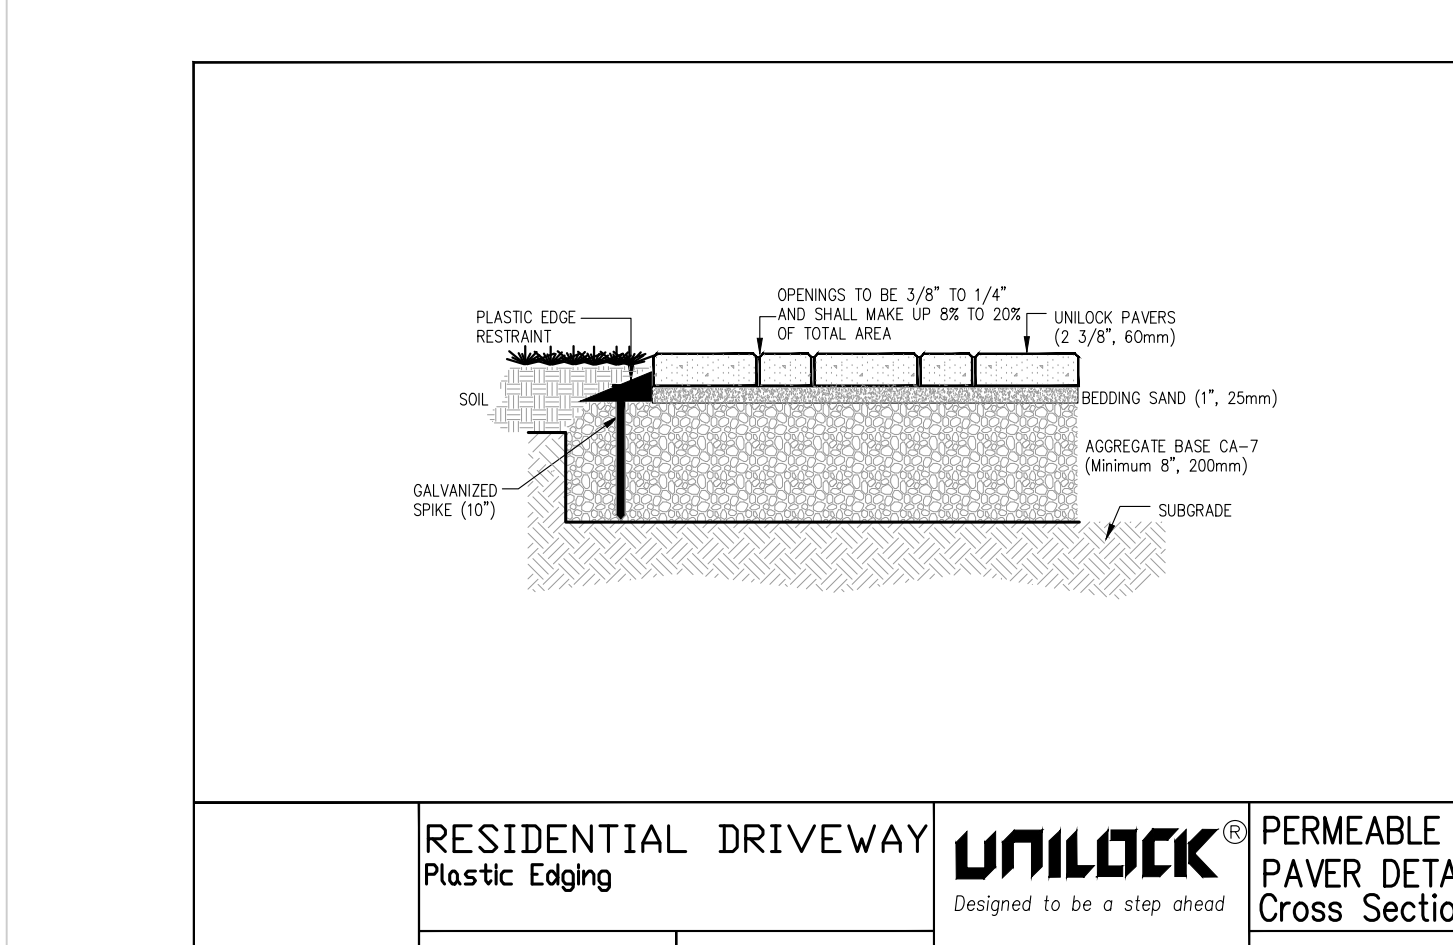 OPENINGS TO BE 3/8" TO 1/4"
AND SHALL MAKE UP 8% TO 20%
OF TOTAL AREA
PLASTIC EDGE
RESTRAINT
UNILOCK PAVERS
(2 3/8", 60mm)
SOIL
BEDDING SAND (1", 25mm)
AGGREGATE BASE CA-7
(Minimum 8", 200mm)
GALVANIZED
SPIKE (10")
SUBGRADE
RESIDENTIAL DRIVEWAY
Plastic Edging
UNILOCK®
Designed to be a step ahead
PERMEABLE
PAVER DETA
Cross Sectio